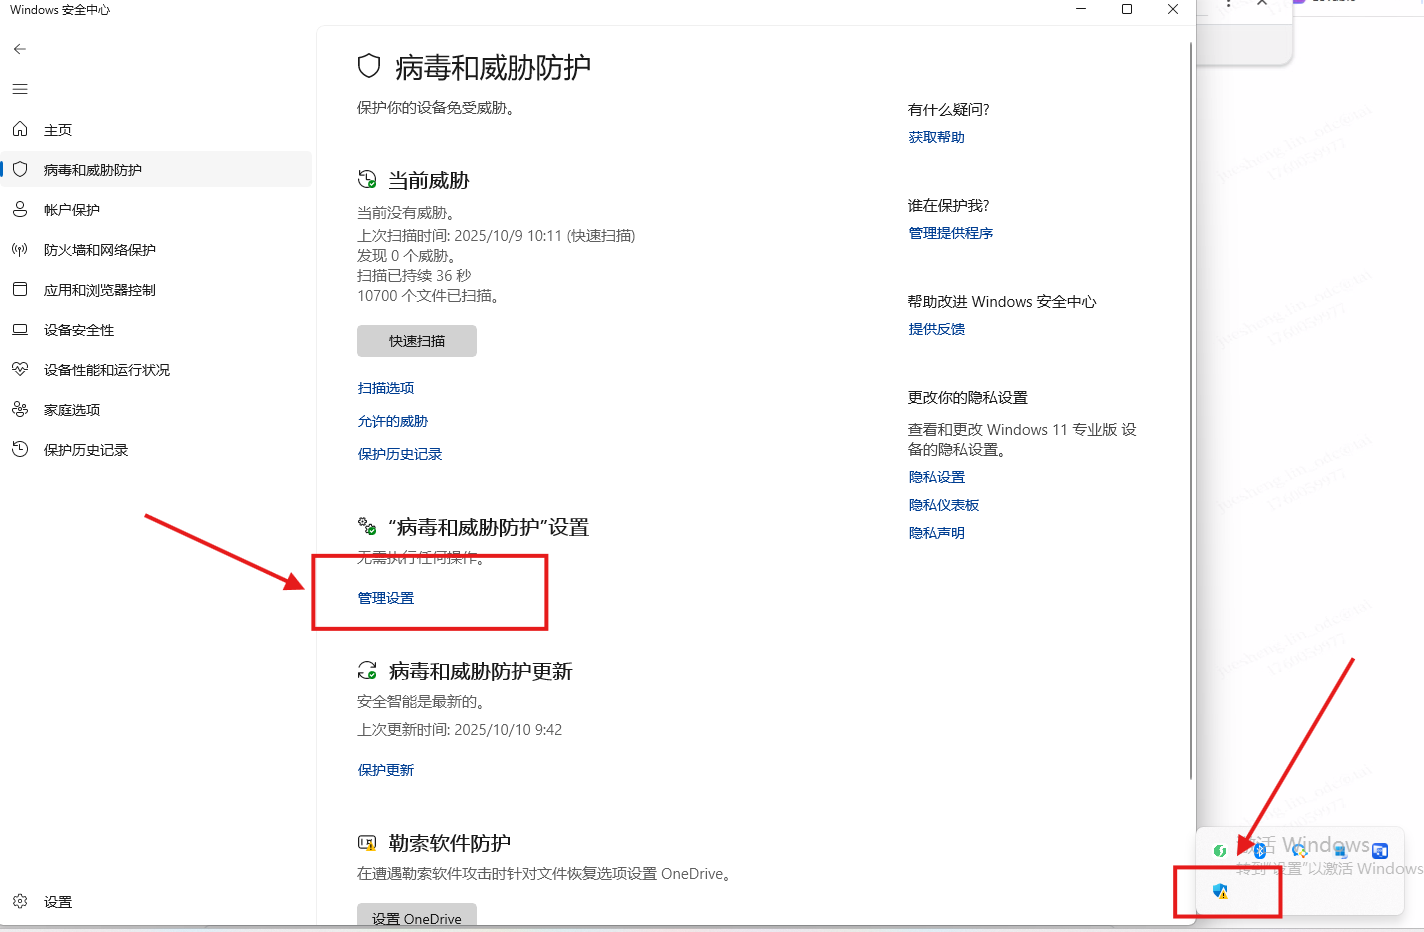 Windows 安全中心
主页
病毒和威胁防护
帐户保护
防火墙和网络保护
应用和浏览器控制
设备安全性
设备性能和运行状况
家庭选项
保护历史记录
设置
病毒和威胁防护
保护你的设备免受威胁。
当前威胁
当前没有威胁。
上次扫描时间: 2025/10/9 10:11 (快速扫描)
发现 0 个威胁。
扫描已持续 36 秒
10700 个文件已扫描。
快速扫描
扫描选项
允许的威胁
保护历史记录
“病毒和威胁防护”设置
无需执行任何操作。
管理设置
病毒和威胁防护更新
安全智能是最新的。
上次更新时间: 2025/10/10 9:42
保护更新
勒索软件防护
在遭遇勒索软件攻击时针对文件恢复选项设置 OneDrive。
设置 OneDrive
有什么疑问?
获取帮助
谁在保护我?
管理提供程序
帮助改进 Windows 安全中心
提供反馈
更改你的隐私设置
查看和更改 Windows 11 专业版 设
备的隐私设置。
隐私设置
隐私仪表板
隐私声明
激活 Windows
转到“设置”以激活 Windows